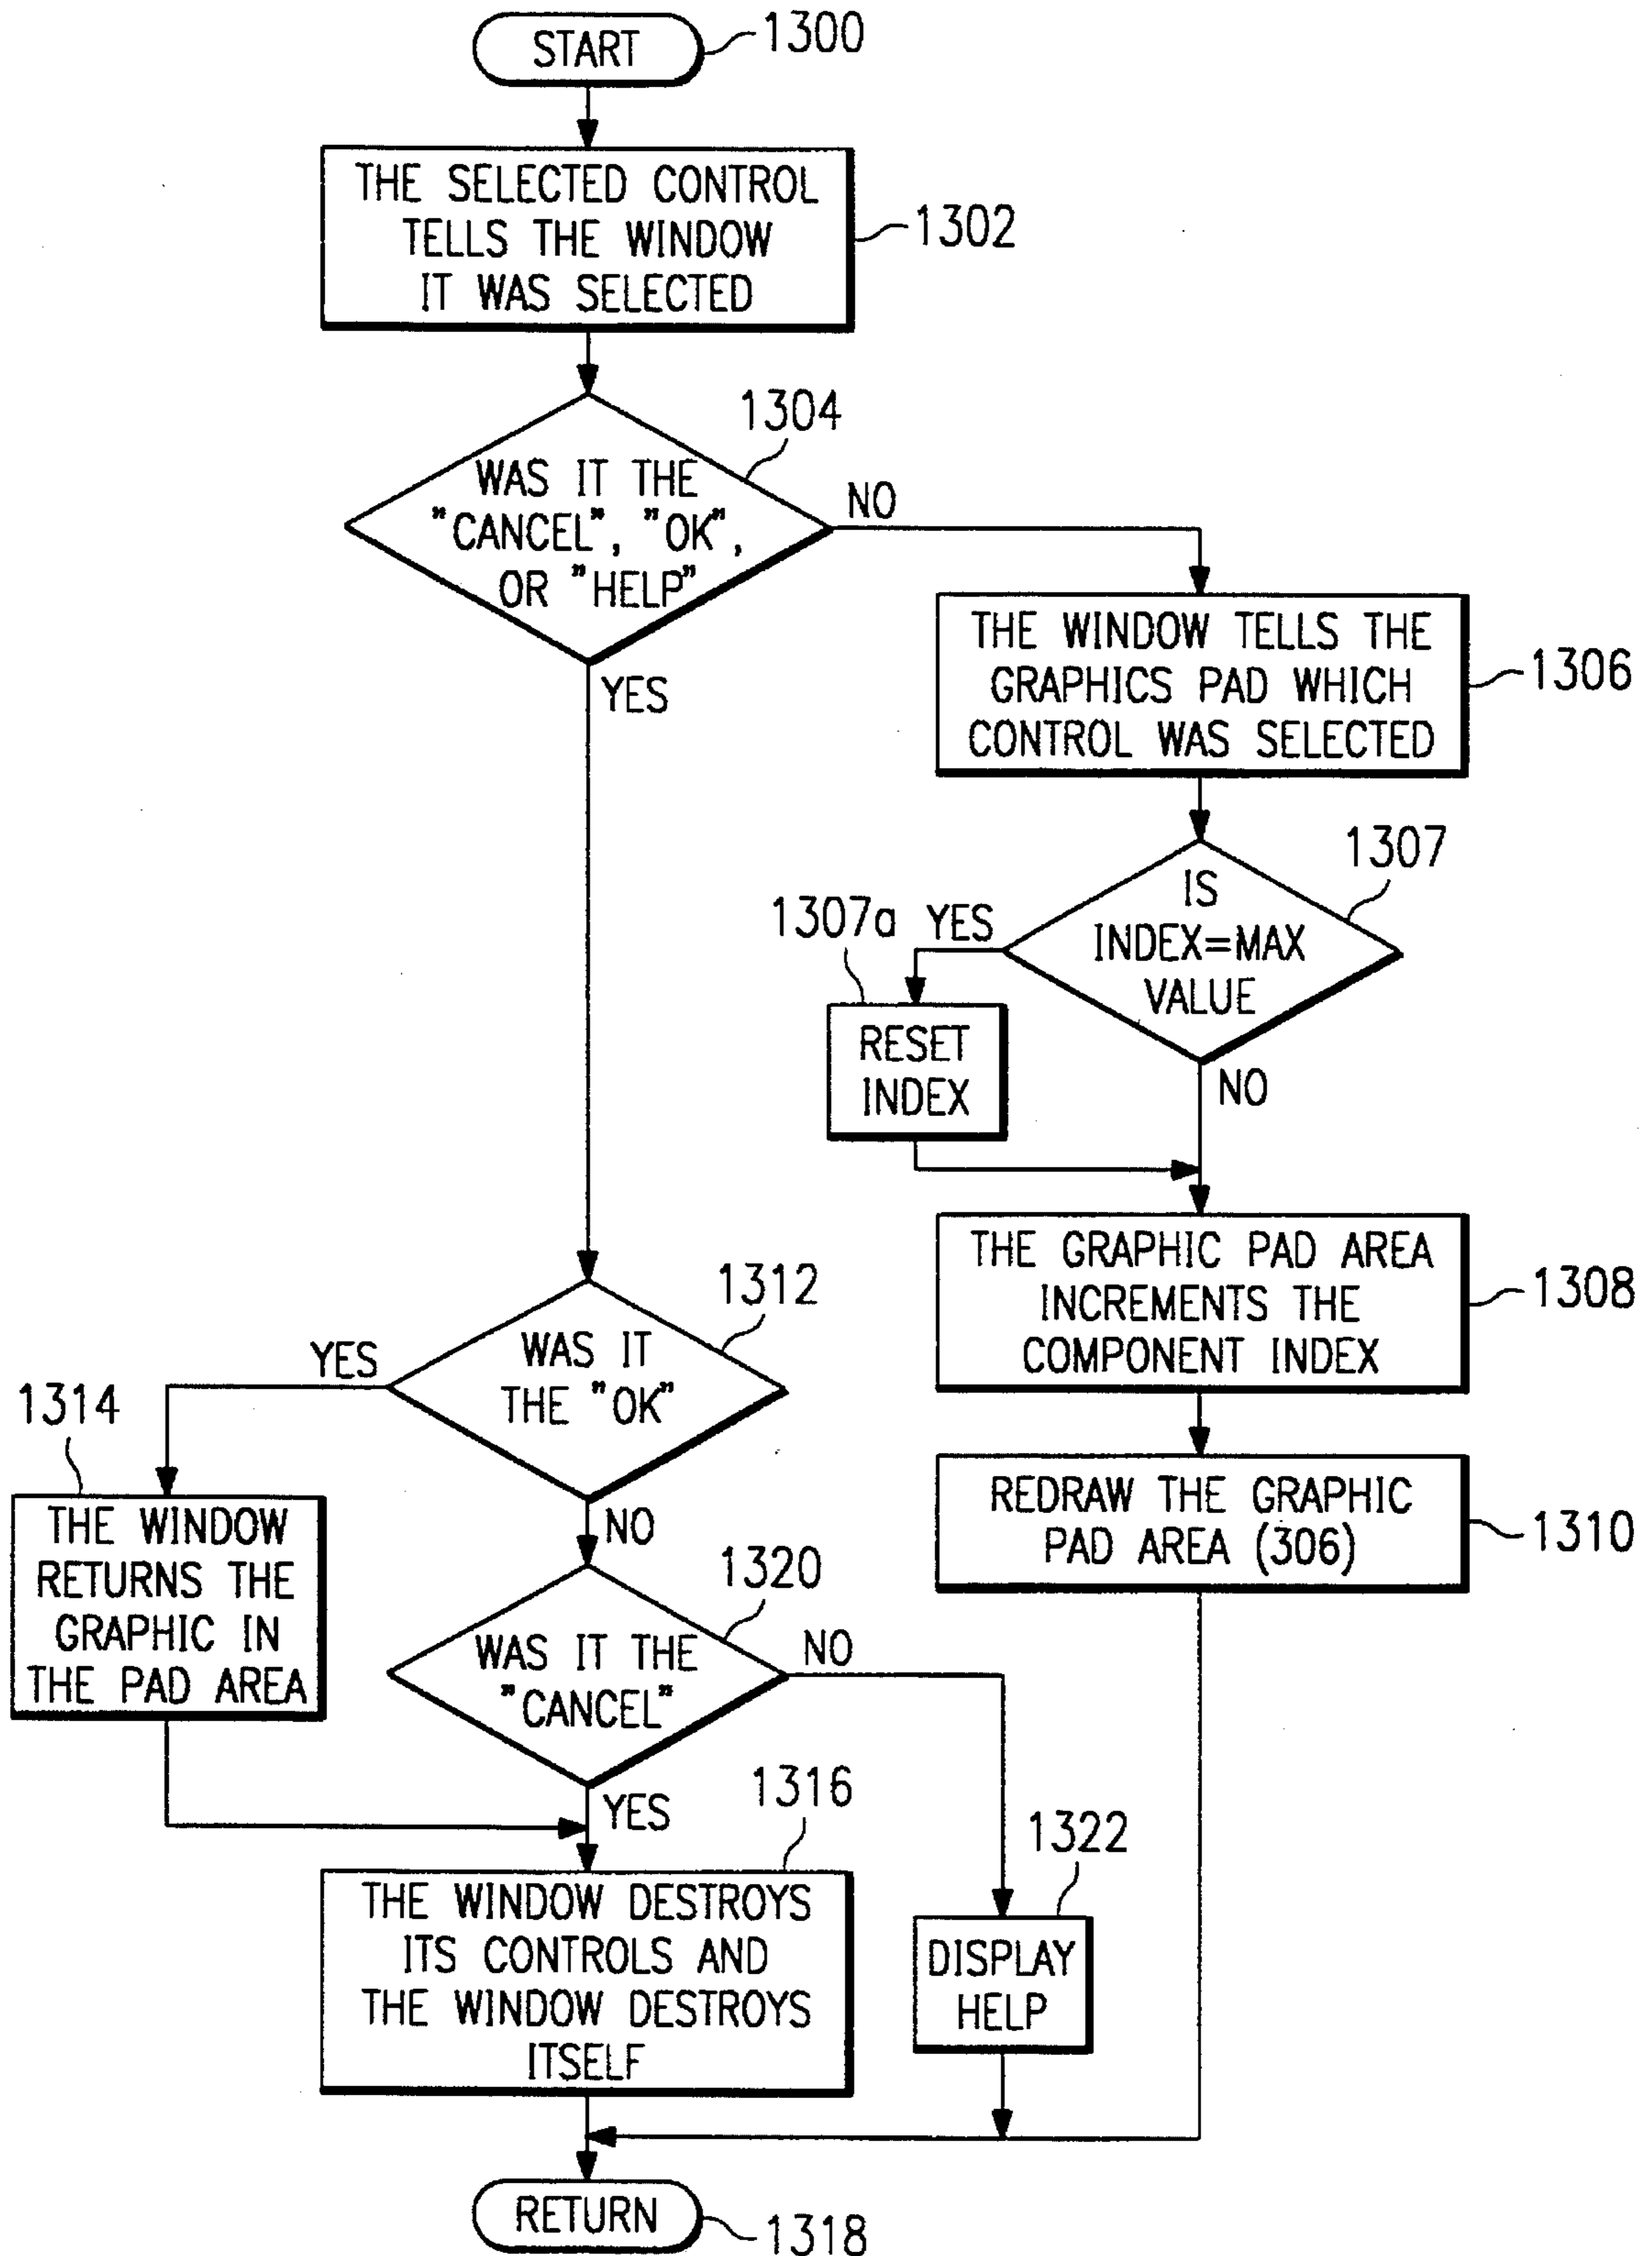 START
1300
THE SELECTED CONTROL
TELLS THE WINDOW
IT WAS SELECTED
1302
1304
WAS IT THE
"CANCEL", "OK",
OR "HELP"
NO
YES
THE WINDOW TELLS THE
GRAPHICS PAD WHICH
CONTROL WAS SELECTED
1306
1307
IS
INDEX=MAX
VALUE
YES
1307a
RESET
INDEX
NO
THE GRAPHIC PAD AREA
INCREMENTS THE
COMPONENT INDEX
1308
REDRAW THE GRAPHIC
PAD AREA (306)
1310
1312
WAS IT
THE "OK"
YES
1314
THE WINDOW
RETURNS THE
GRAPHIC IN
THE PAD AREA
NO
1320
WAS IT THE
"CANCEL"
NO
YES
1316
THE WINDOW DESTROYS
ITS CONTROLS AND
THE WINDOW DESTROYS
ITSELF
1322
DISPLAY
HELP
RETURN
1318